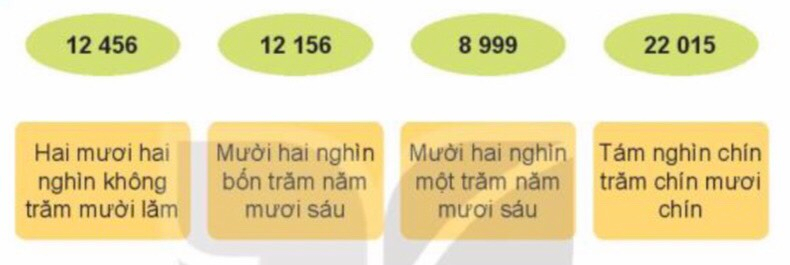 12 456
12 156
8 999
22 015
Hai mươi hai
nghìn không
trăm mười lăm
Mười hai nghìn
bốn trăm năm
mươi sáu
Mười hai nghìn
một trăm năm
mươi sáu
Tám nghìn chín
trăm chín mươi
chín